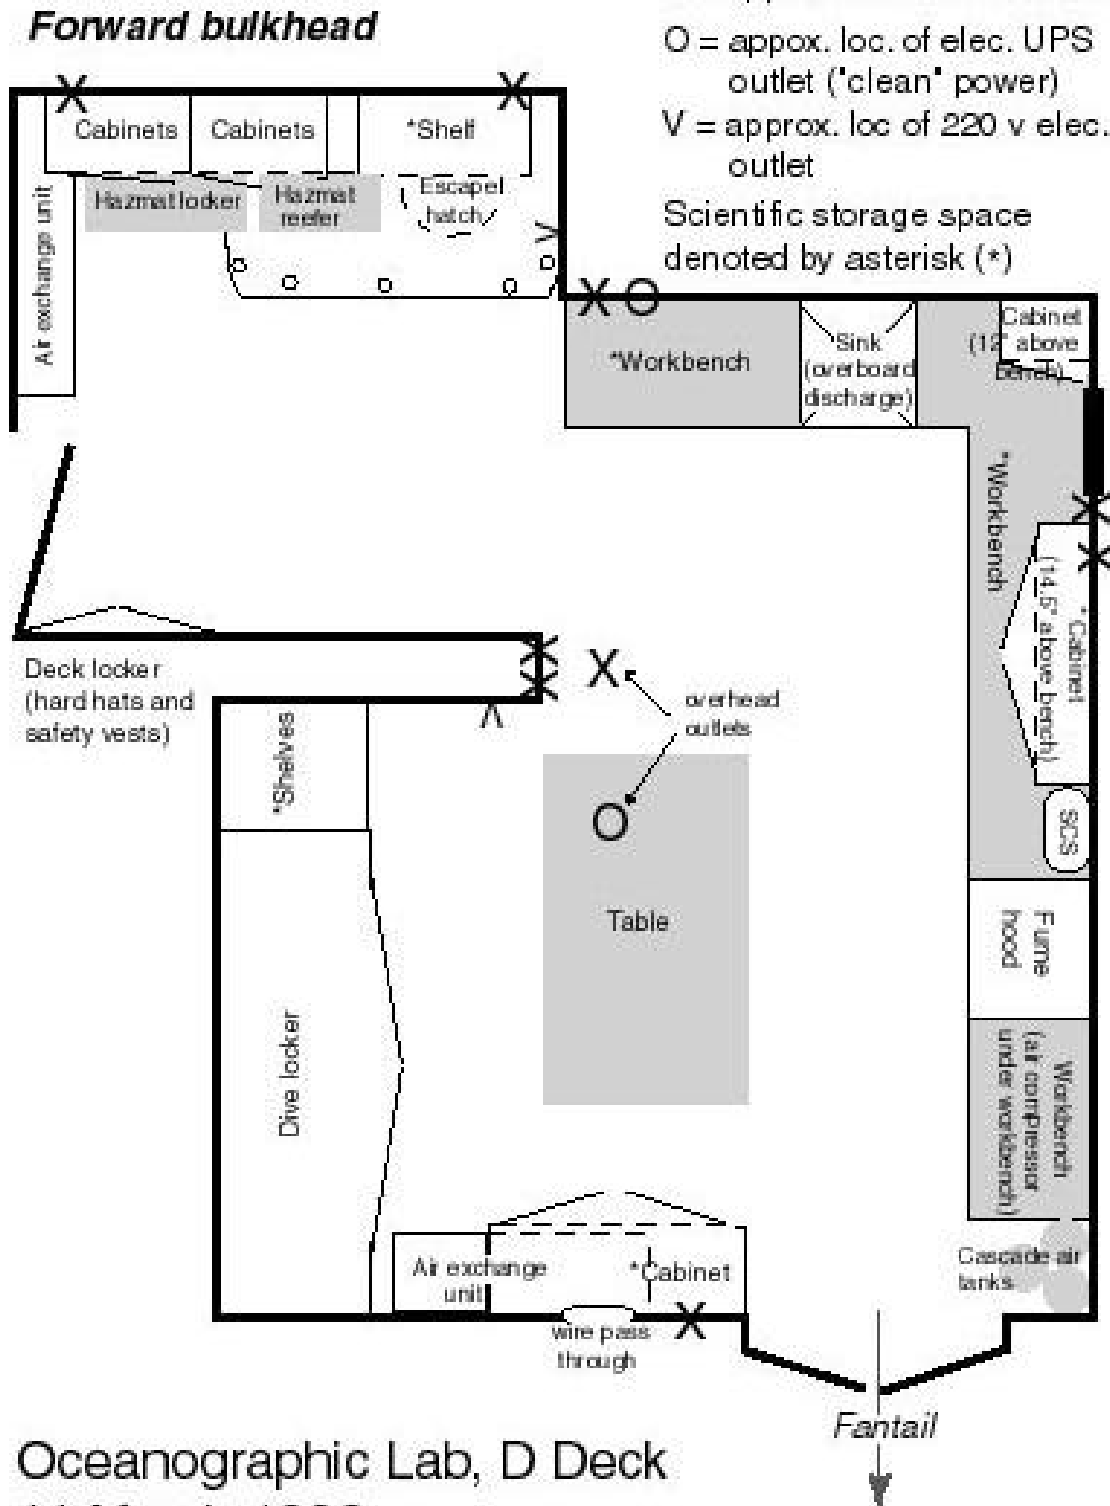 Forward bulkhead
O = appox. loc. of elec. UPS
outlet ("clean" power)
V = approx. loc of 220 v elec.
outlet
Scientific storage space
denoted by asterisk (*)
X
X
Cabinets
Cabinets
*Shelf
Hazmat locker
Hazmat
reefer
Escapel
hatch
Air exchange unit
V
X O
*Workbench
Sink
(overboard
discharge)
Cabinet
(12" above
bench)
*Workbench
X
X
*Cabinet
(14.5" above bench)
SCS
Deck locker
(hard hats and
safety vests)
X
X
X
V
overhead
outlets
O
*Shelves
Table
Fume
hood
Dive locker
Workbench
(air comPressor
under workbench)
Air exchange
unit
*Cabinet
Cascade air
tanks
X
wire pass
through
Fantail
Oceanographic Lab, D Deck